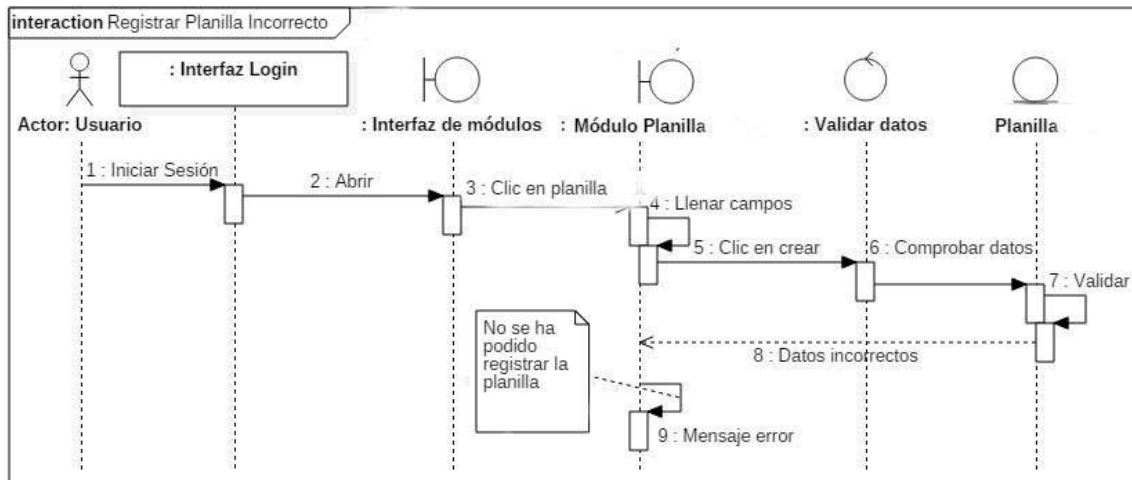 interaction Registrar Planilla Incorrecto
: Interfaz Login
Actor: Usuario
: Interfaz de módulos
: Módulo Planilla
: Validar datos
Planilla
1 : Iniciar Sesión
2 : Abrir
3 : Clic en planilla
4 : Llenar campos
5 : Clic en crear
6 : Comprobar datos
7 : Validar
8 : Datos incorrectos
No se ha
podido
registrar la
planilla
9 : Mensaje error